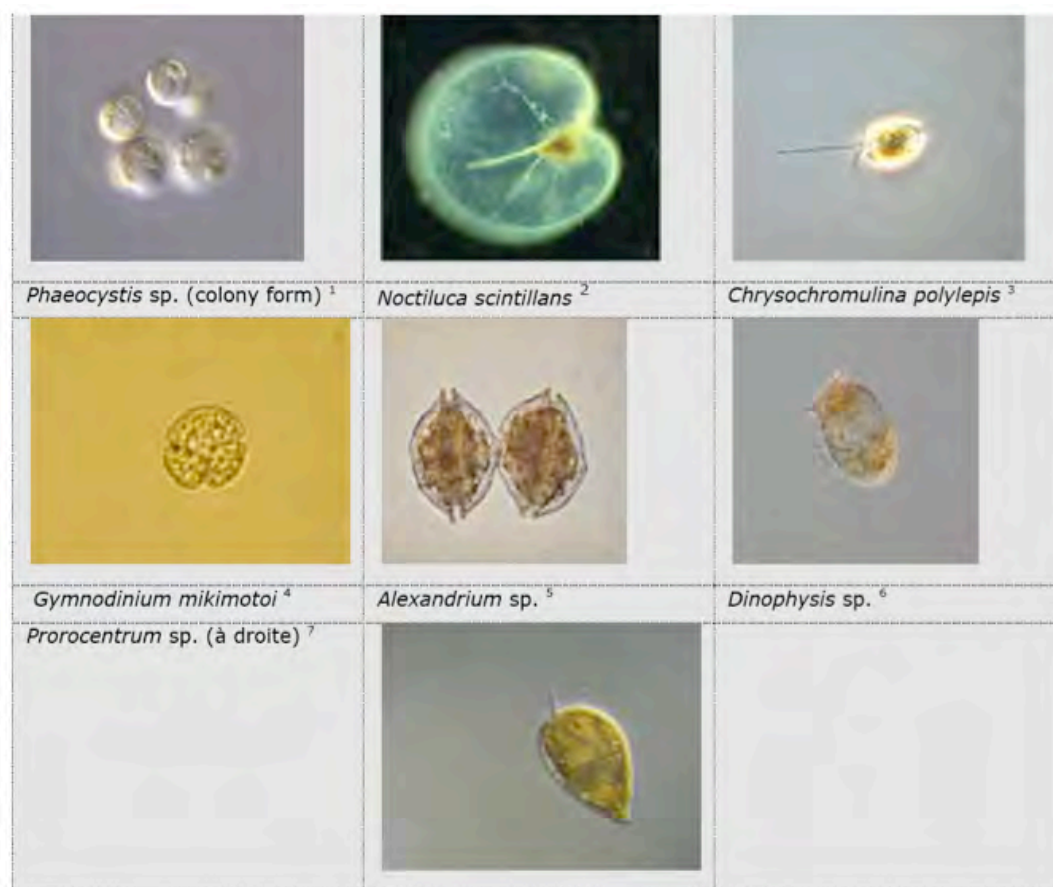 Phaeocystis sp. (colony form) 1
Noctiluca scintillans 2
Chrysochromulina polylepis 3
Gymnodinium mikimotoi 4
Alexandrium sp. 5
Dinophysis sp. 6
Prorocentrum sp. (à droite) 7